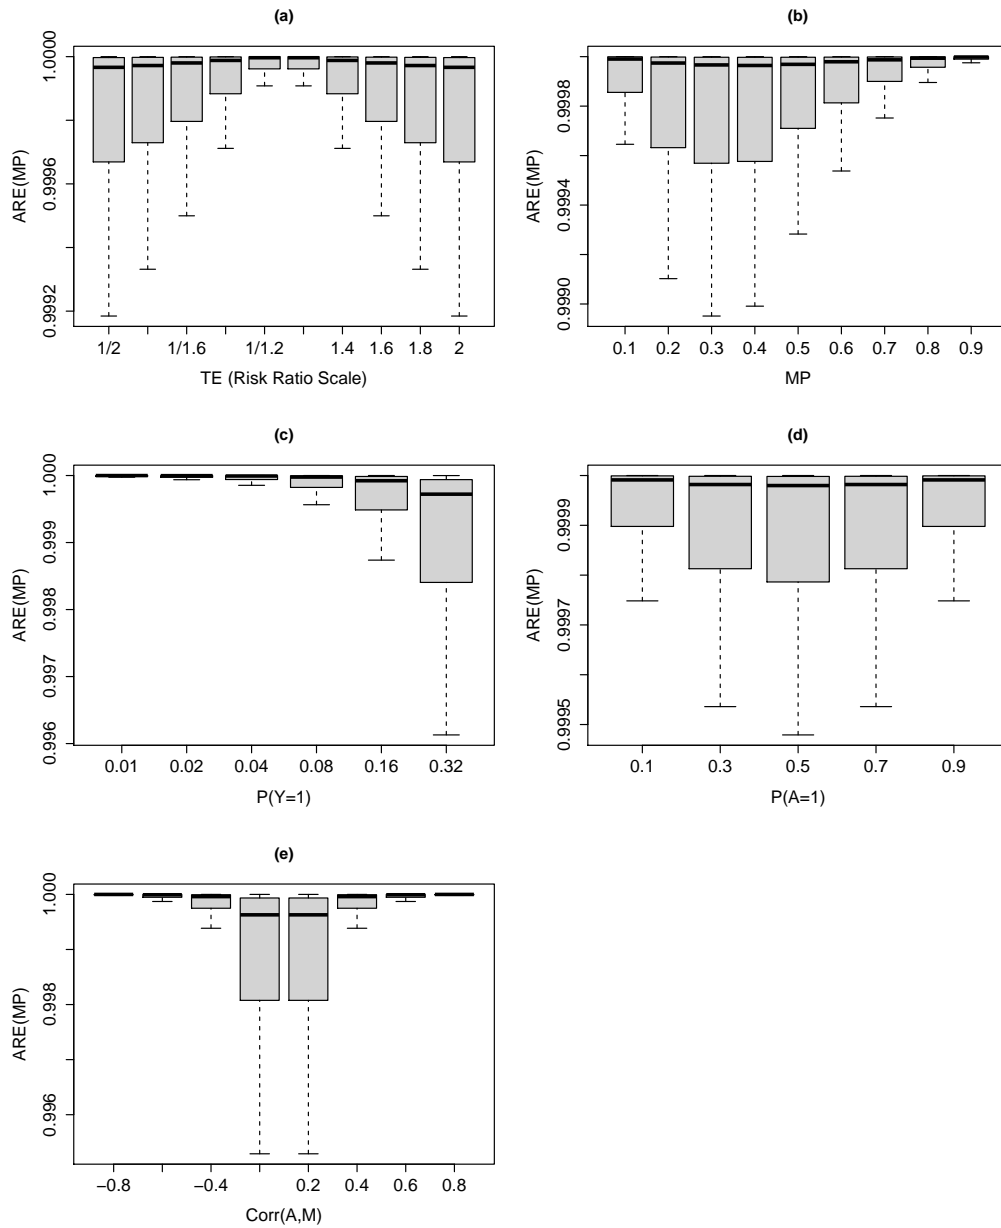 (a)
1.0000
0.9996
0.9992
ARE(MP)
1/2 1/1.6 1/1.2 1.4 1.6 1.8 2
TE (Risk Ratio Scale)
(b)
0.9998
0.9994
0.9990
ARE(MP)
0.1 0.2 0.3 0.4 0.5 0.6 0.7 0.8 0.9
MP
(c)
1.000
0.999
0.998
0.997
0.996
ARE(MP)
0.01 0.02 0.04 0.08 0.16 0.32
P(Y=1)
(d)
0.9999
0.9997
0.9995
ARE(MP)
0.1 0.3 0.5 0.7 0.9
P(A=1)
(e)
1.000
0.998
0.996
ARE(MP)
−0.8 −0.4 0.2 0.4 0.6 0.8
Corr(A,M)